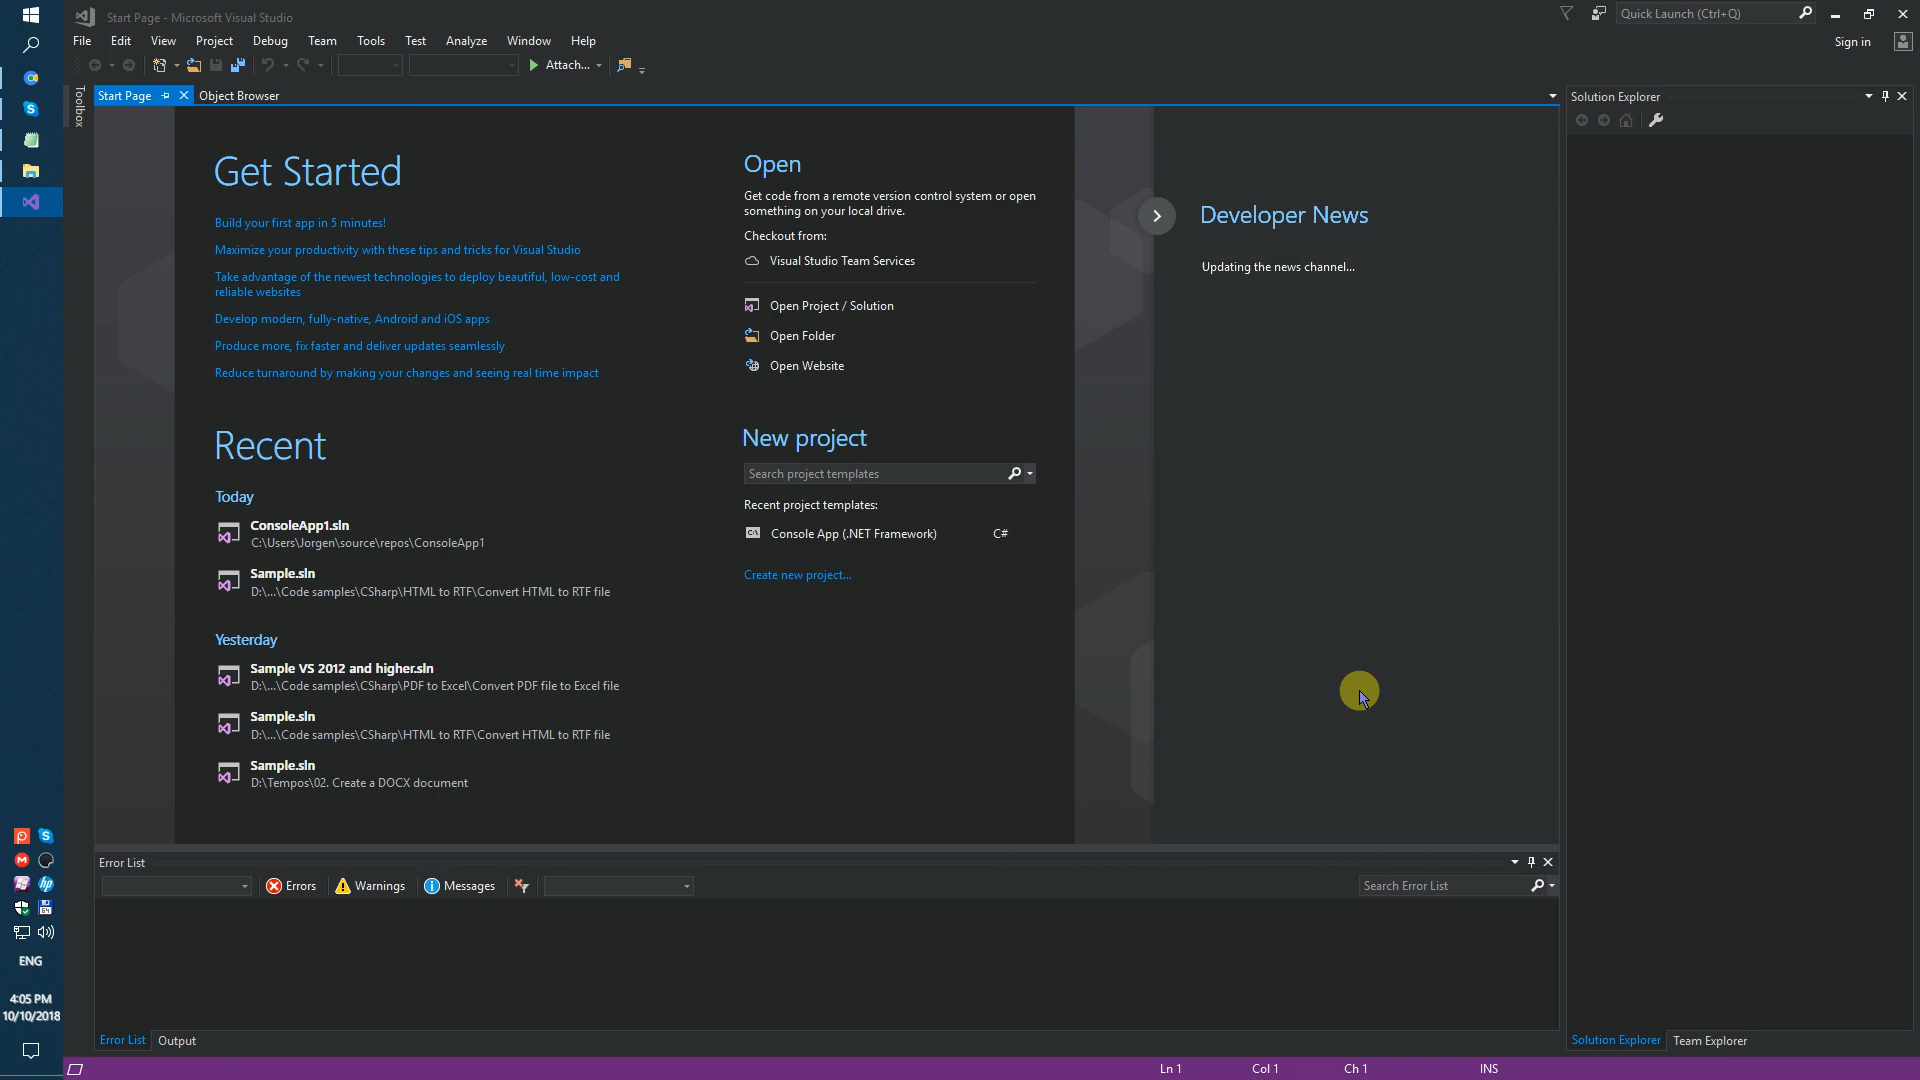 Start Page - Microsoft Visual Studio
Quick Launch (Ctrl+Q)
File Edit View Project Debug Team Tools Test Analyze Window Help
Sign in
Attach...
Toolbox
Start Page
Object Browser
Solution Explorer
Get Started
Build your first app in 5 minutes!
Maximize your productivity with these tips and tricks for Visual Studio
Take advantage of the newest technologies to deploy beautiful, low-cost and
reliable websites
Develop modern, fully-native, Android and iOS apps
Produce more, fix faster and deliver updates seamlessly
Reduce turnaround by making your changes and seeing real time impact
Recent
Today
ConsoleApp1.sln
C:\Users\Jorgen\source\repos\ConsoleApp1
Sample.sln
D:\...\Code samples\CSharp\HTML to RTF\Convert HTML to RTF file
Yesterday
Sample VS 2012 and higher.sln
D:\...\Code samples\CSharp\PDF to Excel\Convert PDF file to Excel file
Sample.sln
D:\...\Code samples\CSharp\HTML to RTF\Convert HTML to RTF file
Sample.sln
D:\Tempos\02. Create a DOCX document
Open
Get code from a remote version control system or open
something on your local drive.
Checkout from:
Visual Studio Team Services
Open Project / Solution
Open Folder
Open Website
New project
Search project templates
Recent project templates:
Console App (.NET Framework) C#
Create new project...
Developer News
Updating the news channel...
Error List
Errors
Warnings
Messages
Search Error List
Error List
Output
Solution Explorer
Team Explorer
ENG
4:05 PM
10/10/2018
Ln 1
Col 1
Ch 1
INS